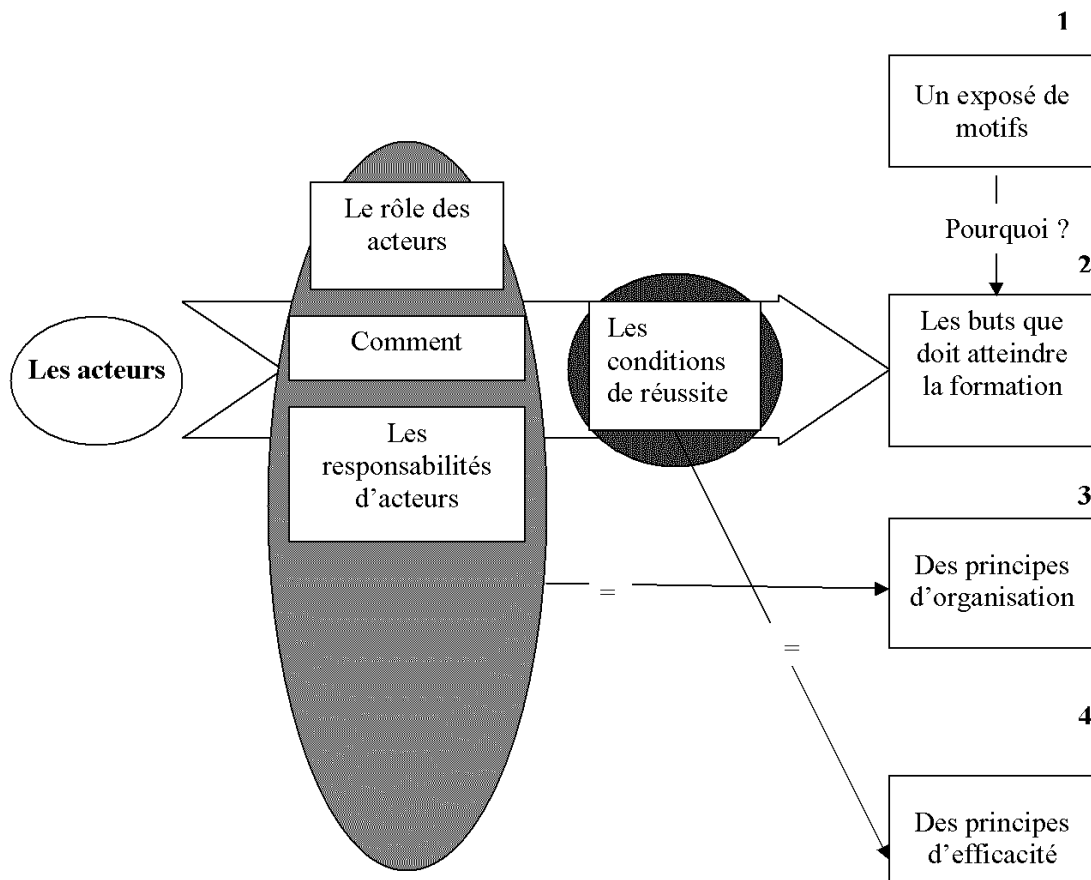 1
Un exposé de
motifs
Pourquoi ?
2
Les buts que
doit atteindre
la formation
Le rôle des
acteurs
Comment
Les
responsabilités
d’acteurs
Les acteurs
Les
conditions
de réussite
3
Des principes
d’organisation
=
=
4
Des principes
d’efficacité